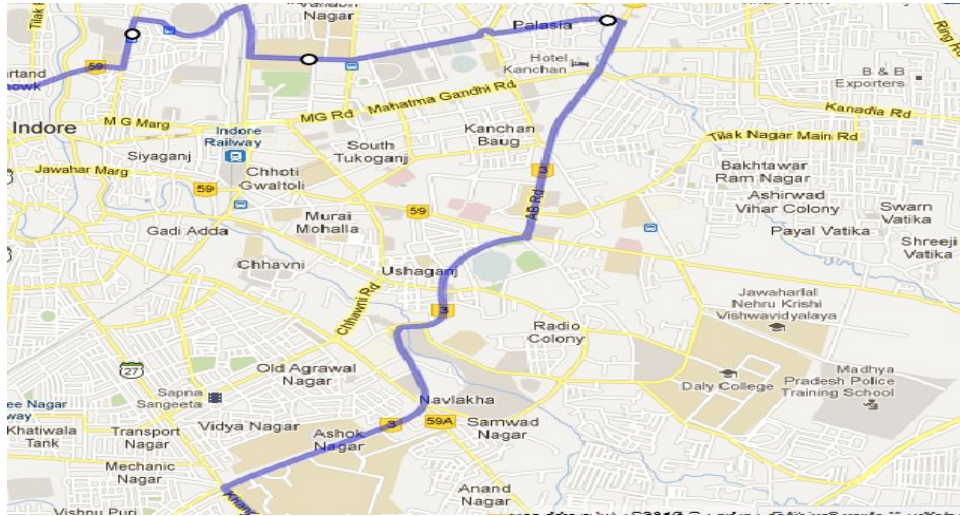 Nagar
Palasia
Hotel
Kanchan
B & B
Exporters
Ring Rd
Tilak
59
Indore
M G Marg
MG Rd
Mahatma Gandhi Rd
Kanadia Rd
Indore
Railway
Siyaganj
South
Tukoganj
Kanchan
Baug
Tilak Nagar Main Rd
Jawahar Marg
Chhoti
Gwaltoli
59
3
AB Rd
Bakhtawar
Ram Nagar
Ashirwad
Vihar Colony
Swarn
Vatika
Gadi Adda
Murai
Mohalla
59
Payal Vatika
Shreeji
Vatika
Chhavni
Ushaganj
Chhawni Rd
3
Jawaharlal
Nehru Krishi
Vishwavidyalaya
Radio
Colony
27
Old Agrawal
Nagar
Daly College
Madhya
Pradesh Police
Training School
Sapna
Sangeeta
Navlakha
Nagar
Khatiwala
Tank
Transport
Nagar
Vidya Nagar
Ashok
Nagar
3
59A
Samwad
Nagar
Mechanic
Nagar
Anand
Nagar
Vishnu Puri